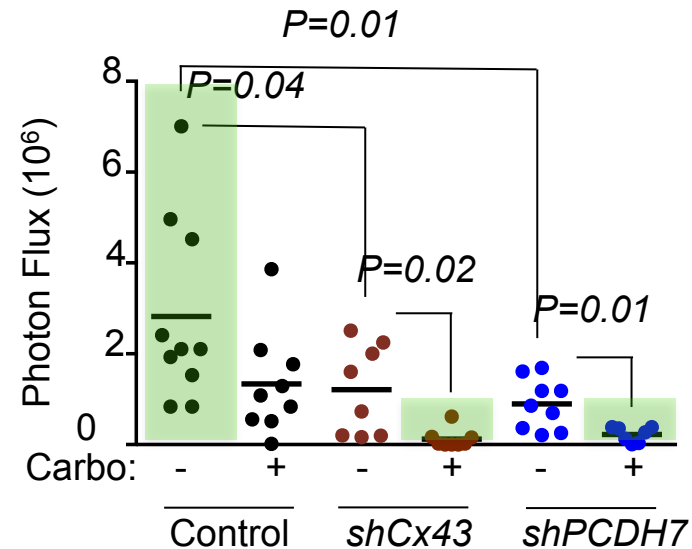 P=0.01
8
P=0.04
6
Photon Flux (10⁶)
4
P=0.02
P=0.01
2
0
Carbo: - + - + - +
Control shCx43 shPCDH7